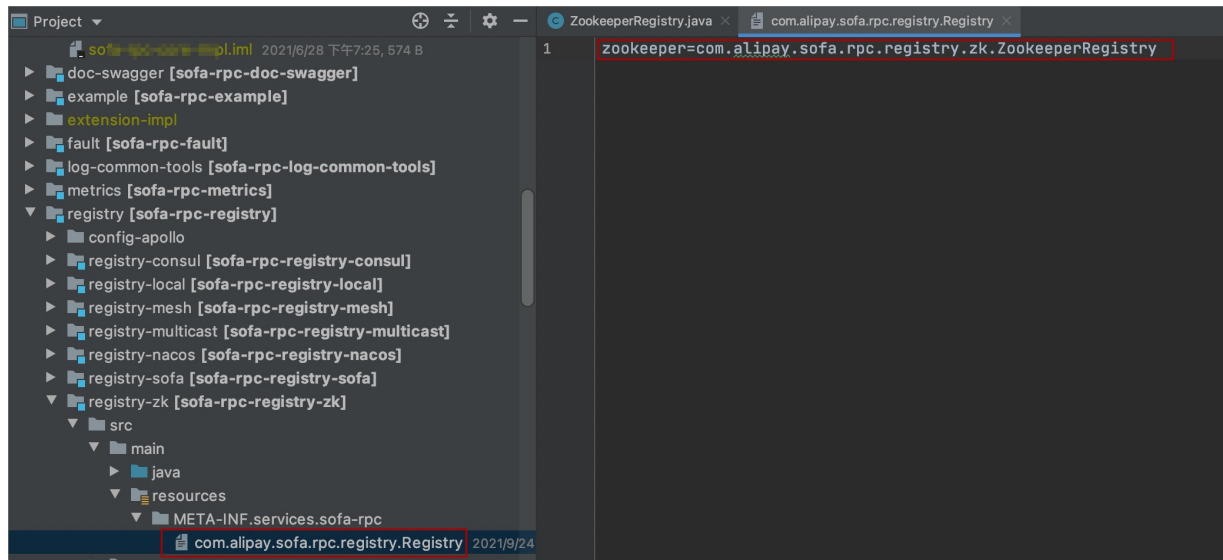 Project
ZookeeperRegistry.java
com.alipay.sofa.rpc.registry.Registry
2021/6/28 下午7:25, 574 B
doc-swagger [sofa-rpc-doc-swagger]
example [sofa-rpc-example]
extension-impl
fault [sofa-rpc-fault]
log-common-tools [sofa-rpc-log-common-tools]
metrics [sofa-rpc-metrics]
registry [sofa-rpc-registry]
config-apollo
registry-consul [sofa-rpc-registry-consul]
registry-local [sofa-rpc-registry-local]
registry-mesh [sofa-rpc-registry-mesh]
registry-multicast [sofa-rpc-registry-multicast]
registry-nacos [sofa-rpc-registry-nacos]
registry-sofa [sofa-rpc-registry-sofa]
registry-zk [sofa-rpc-registry-zk]
src
main
java
resources
META-INF.services.sofa-rpc
com.alipay.sofa.rpc.registry.Registry 2021/9/24
1 zookeeper=com.alipay.sofa.rpc.registry.zk.ZookeeperRegistry